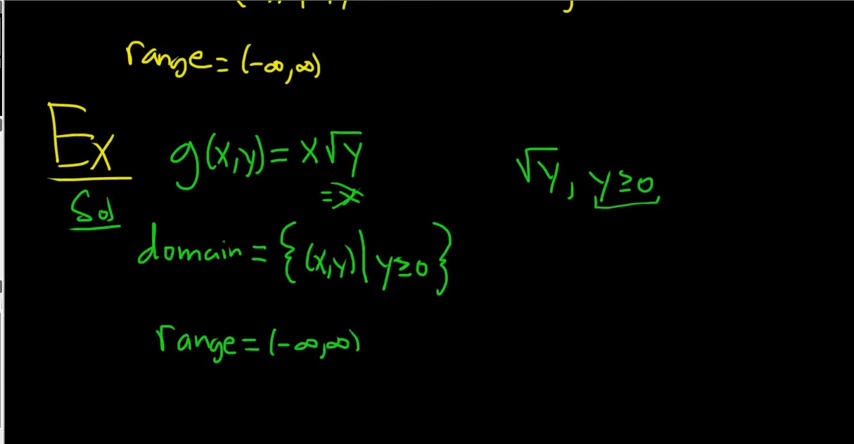 range = (-∞,∞)
Ex g(x,y) = x√y √y, y≥0
= x
Sol
domain = {(x,y)| y≥0}
range = (-∞,∞)